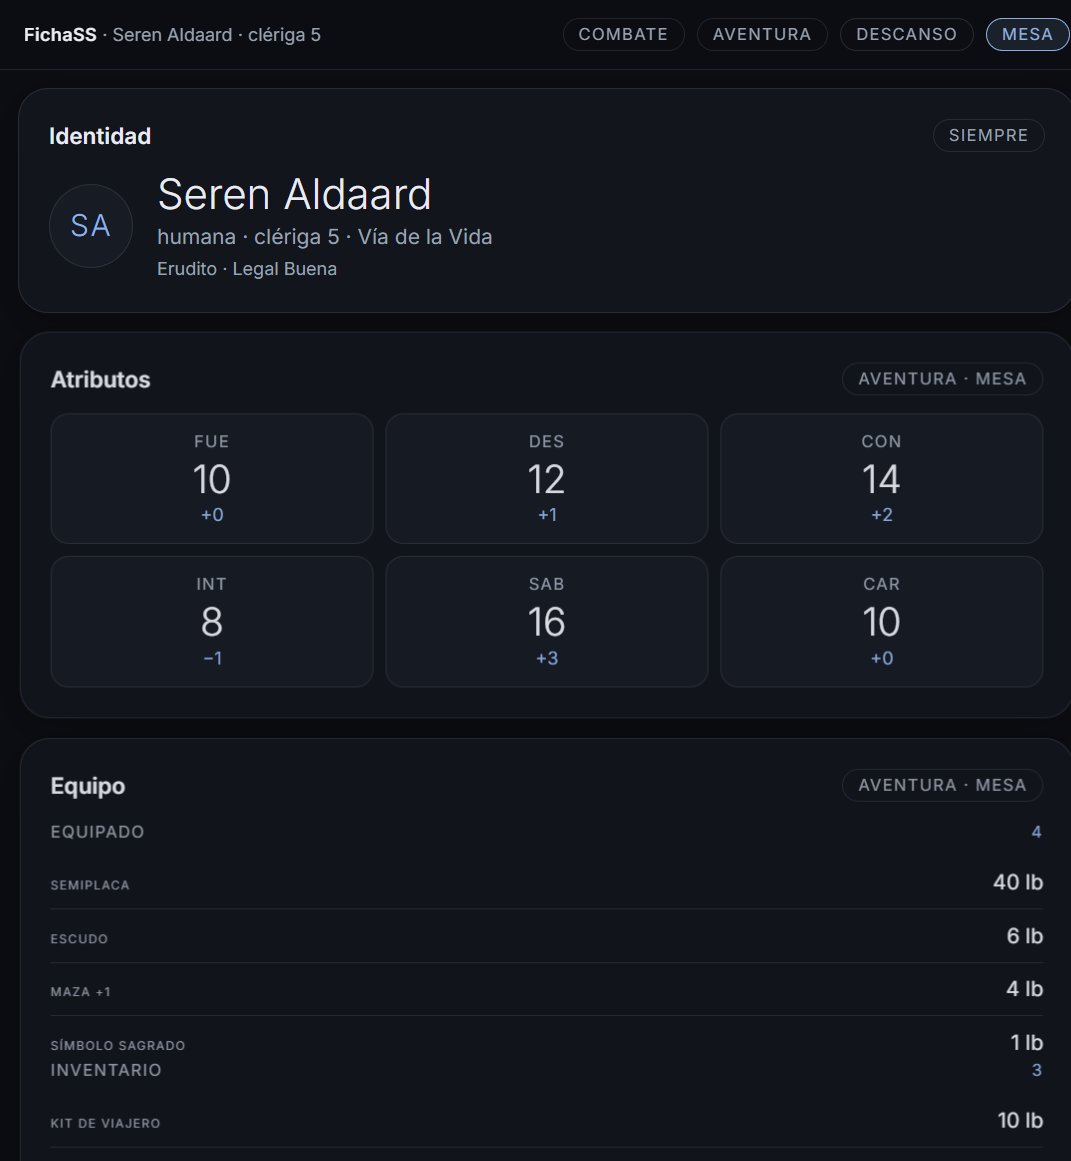 FichaSS · Seren Aldaard · clériga 5
COMBATE
AVENTURA
DESCANSO
MESA
Identidad
SIEMPRE
SA
Seren Aldaard
humana · clériga 5 · Vía de la Vida
Erudito · Legal Buena
Atributos
AVENTURA · MESA
FUE
10
+0
DES
12
+1
CON
14
+2
INT
8
−1
SAB
16
+3
CAR
10
+0
Equipo
AVENTURA · MESA
EQUIPADO 4
SEMIPLACA 40 lb
ESCUDO 6 lb
MAZA +1 4 lb
SÍMBOLO SAGRADO 1 lb
INVENTARIO 3
KIT DE VIAJERO 10 lb